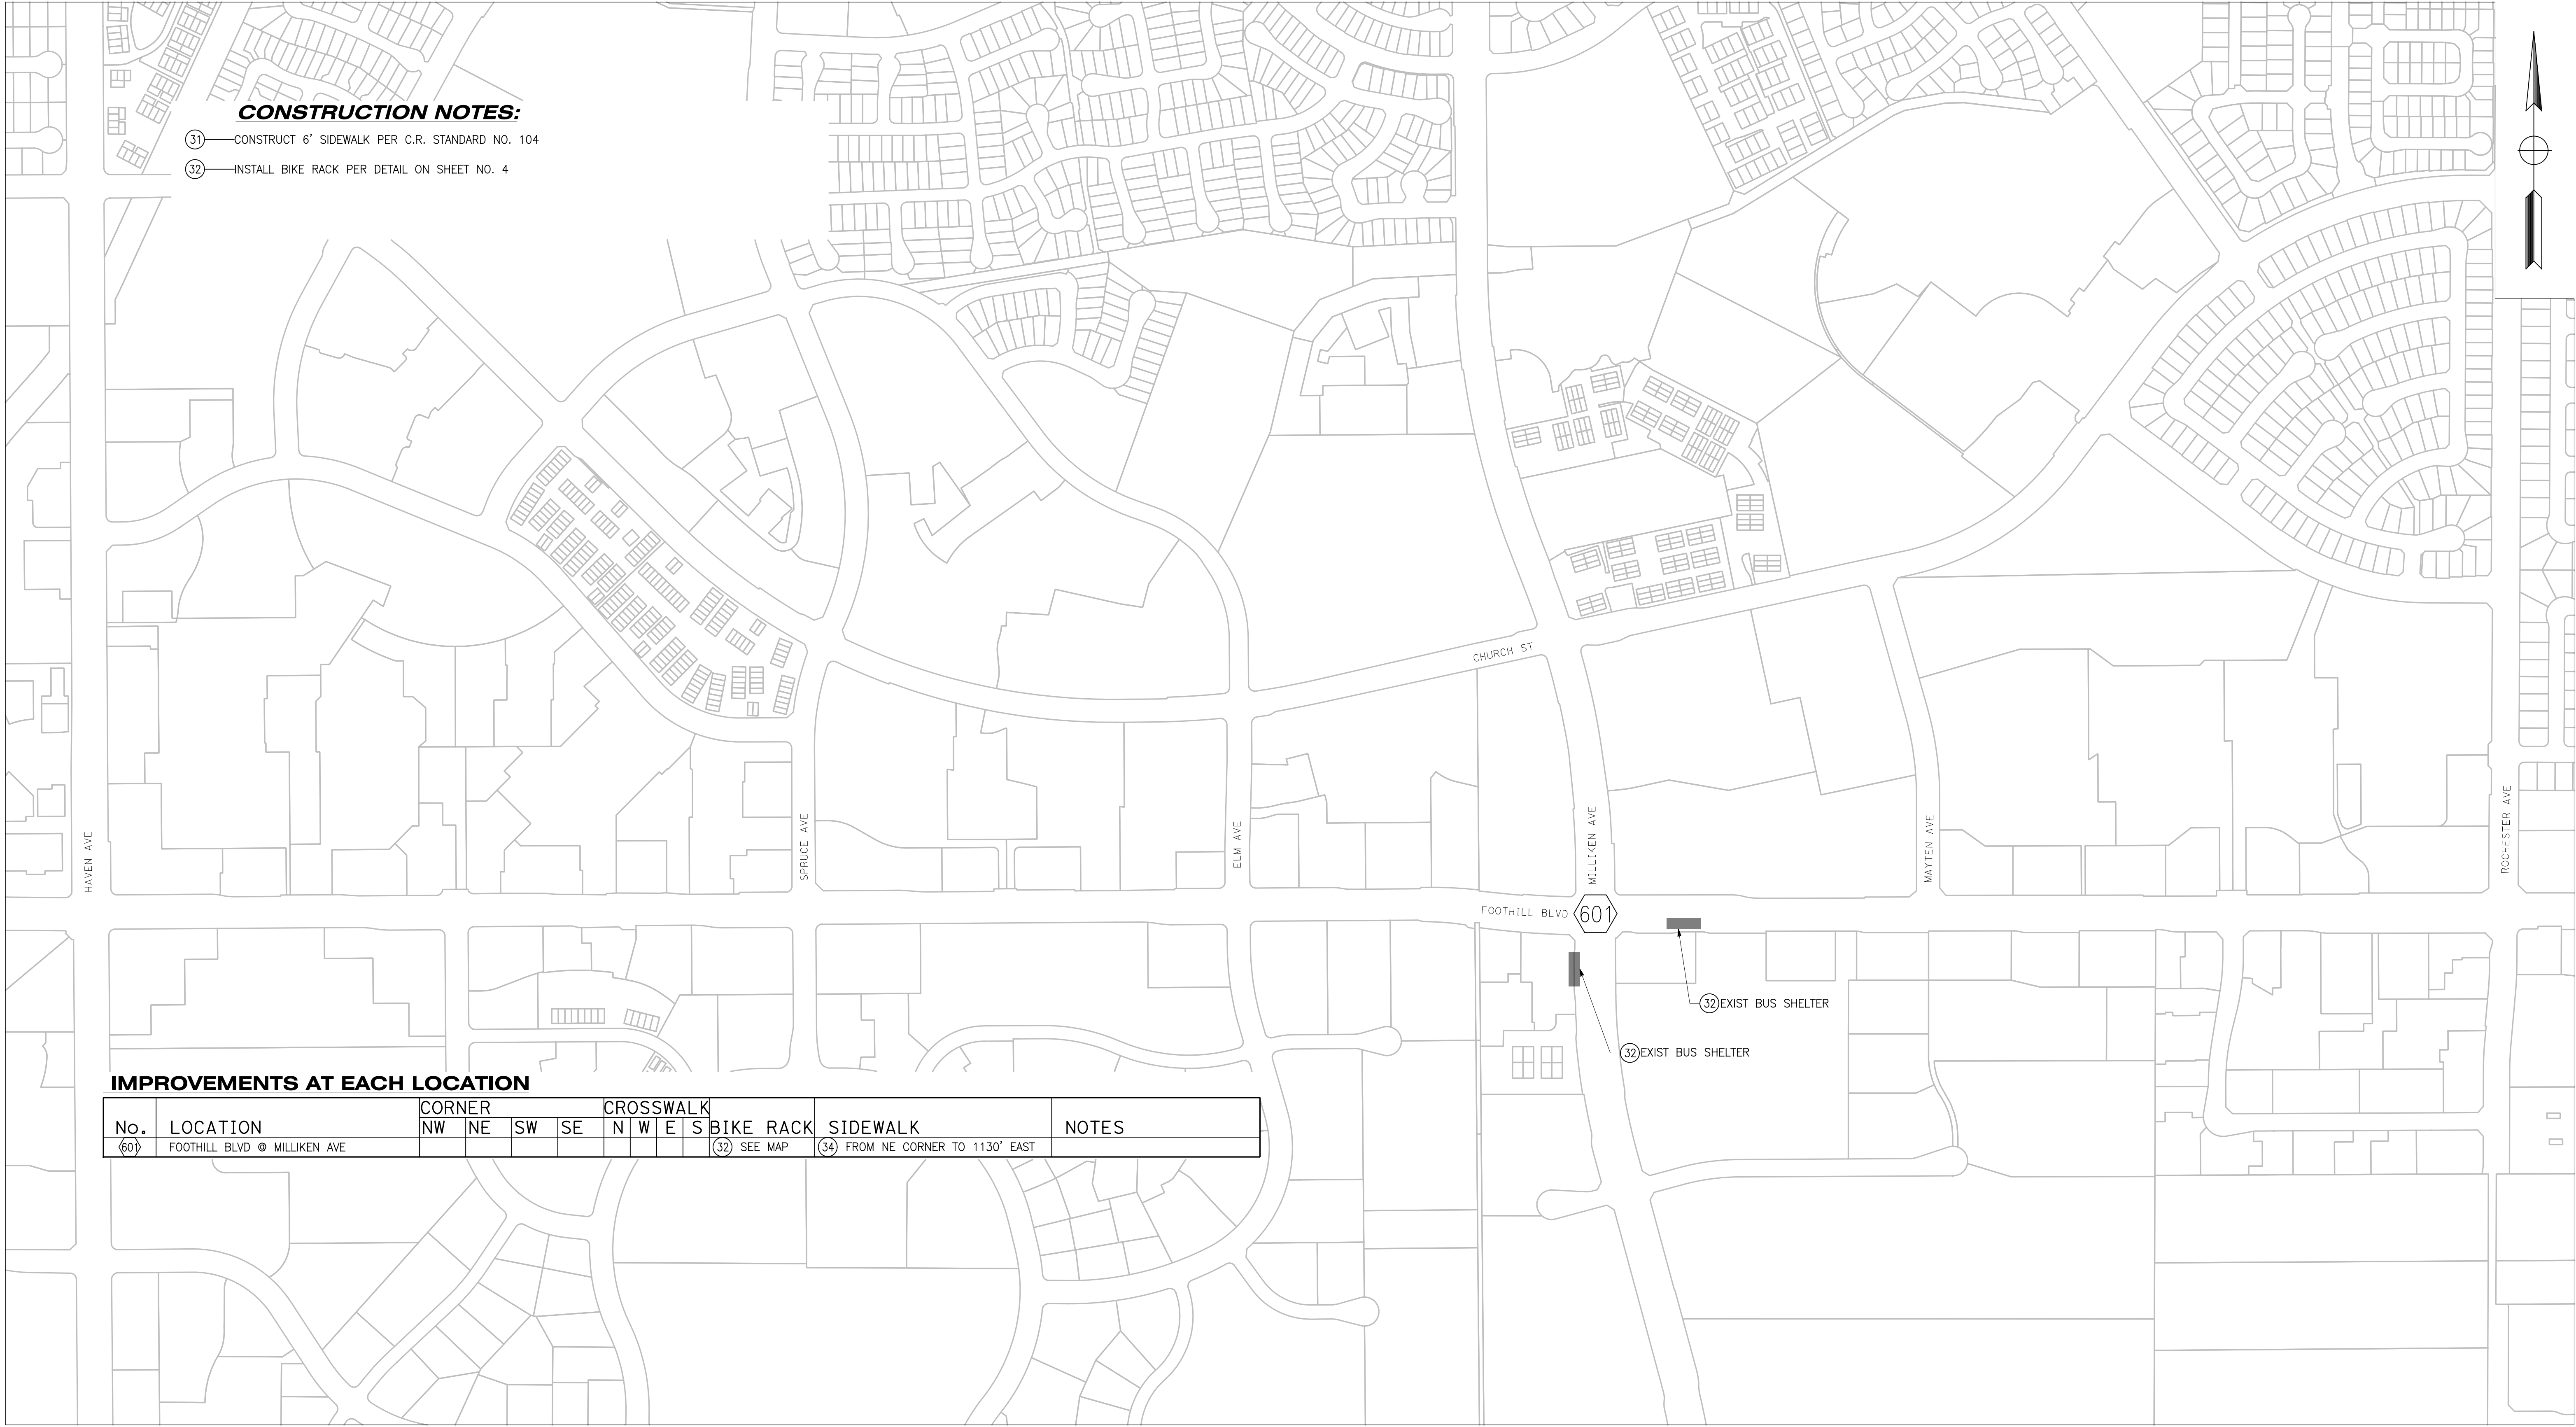 CONSTRUCTION NOTES:
31 CONSTRUCT 6' SIDEWALK PER C.R. STANDARD NO. 104
32 INSTALL BIKE RACK PER DETAIL ON SHEET NO. 4
CHURCH ST
HAVEN AVE
SPRUCE AVE
ELM AVE
MILLIKEN AVE
MAYTEN AVE
ROCHESTER AVE
FOOTHILL BLVD 601
32 EXIST BUS SHELTER
32 EXIST BUS SHELTER
IMPROVEMENTS AT EACH LOCATION
CORNER CROSSWALK
No. LOCATION NW NE SW SE N W E S BIKE RACK SIDEWALK NOTES
601 FOOTHILL BLVD @ MILLIKEN AVE 32 SEE MAP 34 FROM NE CORNER TO 1130' EAST